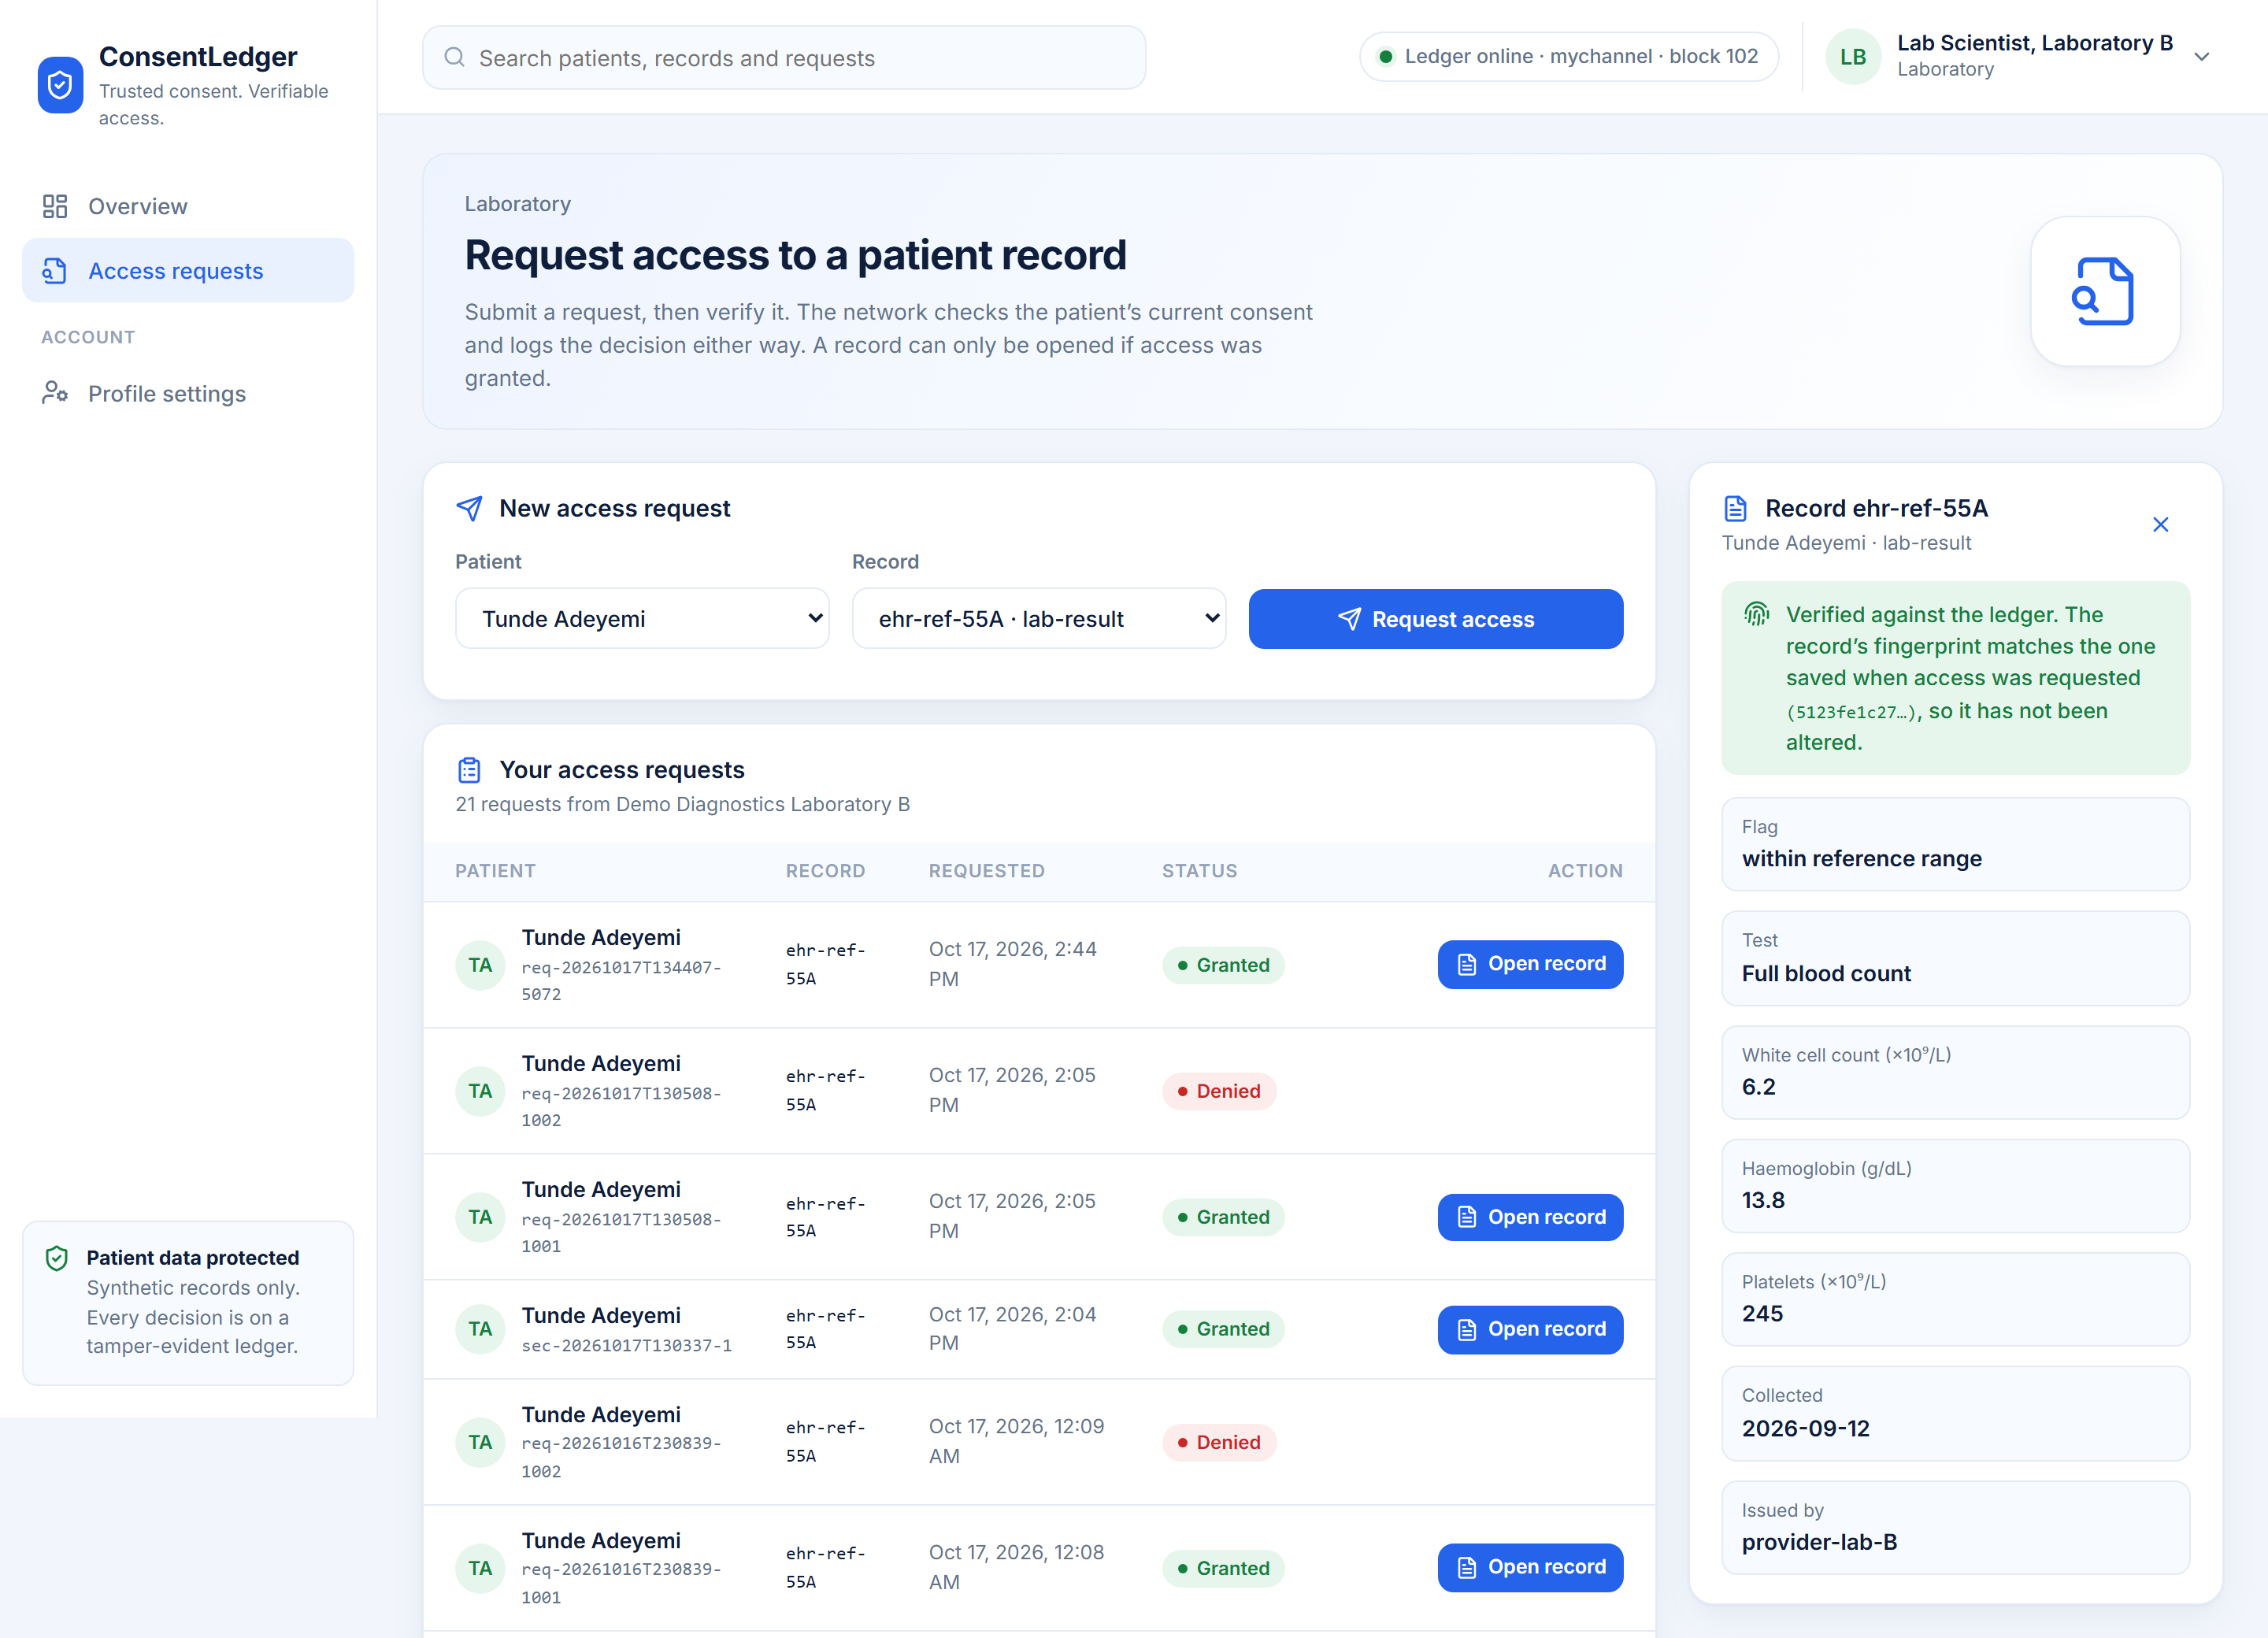 ConsentLedger
Trusted consent. Verifiable
access.
Overview
Access requests
ACCOUNT
Profile settings
Patient data protected
Synthetic records only.
Every decision is on a
tamper-evident ledger.
Search patients, records and requests
Ledger online · mychannel · block 102
LB
Lab Scientist, Laboratory B
Laboratory
Laboratory
Request access to a patient record
Submit a request, then verify it. The network checks the patient’s current consent
and logs the decision either way. A record can only be opened if access was
granted.
New access request
Patient
Record
Tunde Adeyemi
ehr-ref-55A · lab-result
Request access
Your access requests
21 requests from Demo Diagnostics Laboratory B
PATIENT RECORD REQUESTED STATUS ACTION
TA
Tunde Adeyemi
req-20261017T134407-
5072
ehr-ref-
55A
Oct 17, 2026, 2:44
PM
Granted
Open record
TA
Tunde Adeyemi
req-20261017T130508-
1002
ehr-ref-
55A
Oct 17, 2026, 2:05
PM
Denied
TA
Tunde Adeyemi
req-20261017T130508-
1001
ehr-ref-
55A
Oct 17, 2026, 2:05
PM
Granted
Open record
TA
Tunde Adeyemi
sec-20261017T130337-1
ehr-ref-
55A
Oct 17, 2026, 2:04
PM
Granted
Open record
TA
Tunde Adeyemi
req-20261016T230839-
1002
ehr-ref-
55A
Oct 17, 2026, 12:09
AM
Denied
TA
Tunde Adeyemi
req-20261016T230839-
1001
ehr-ref-
55A
Oct 17, 2026, 12:08
AM
Granted
Open record
Record ehr-ref-55A
Tunde Adeyemi · lab-result
Verified against the ledger. The
record’s fingerprint matches the one
saved when access was requested
(5123fe1c27…), so it has not been
altered.
Flag
within reference range
Test
Full blood count
White cell count (×10⁹/L)
6.2
Haemoglobin (g/dL)
13.8
Platelets (×10⁹/L)
245
Collected
2026-09-12
Issued by
provider-lab-B